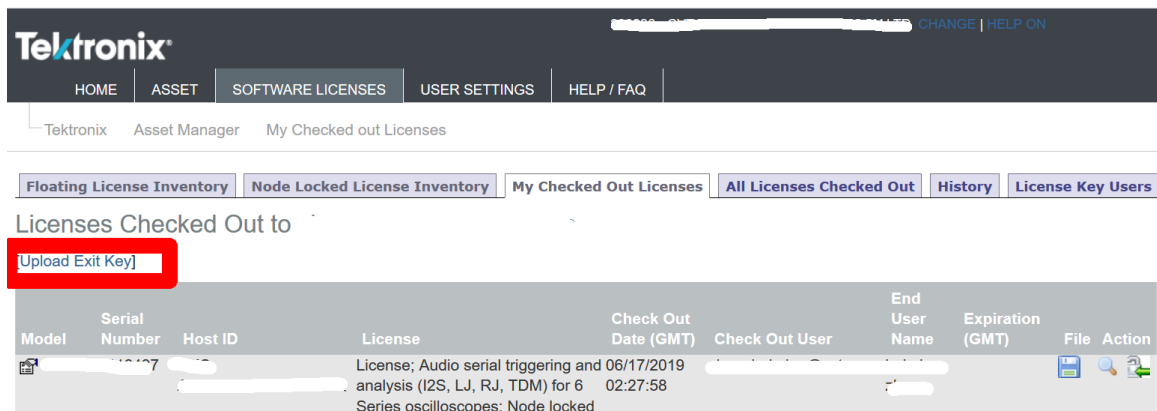 CHANGE | HELP ON
Tektronix
HOME ASSET SOFTWARE LICENSES USER SETTINGS HELP / FAQ
Tektronix Asset Manager My Checked out Licenses
Floating License Inventory Node Locked License Inventory My Checked Out Licenses All Licenses Checked Out History License Key Users
Licenses Checked Out to
[Upload Exit Key]
End
Serial Check Out User Expiration
Model Number Host ID License Date (GMT) Check Out User Name (GMT) File Action
License; Audio serial triggering and 06/17/2019
analysis (I2S, LJ, RJ, TDM) for 6 02:27:58
Series oscilloscopes; Node locked